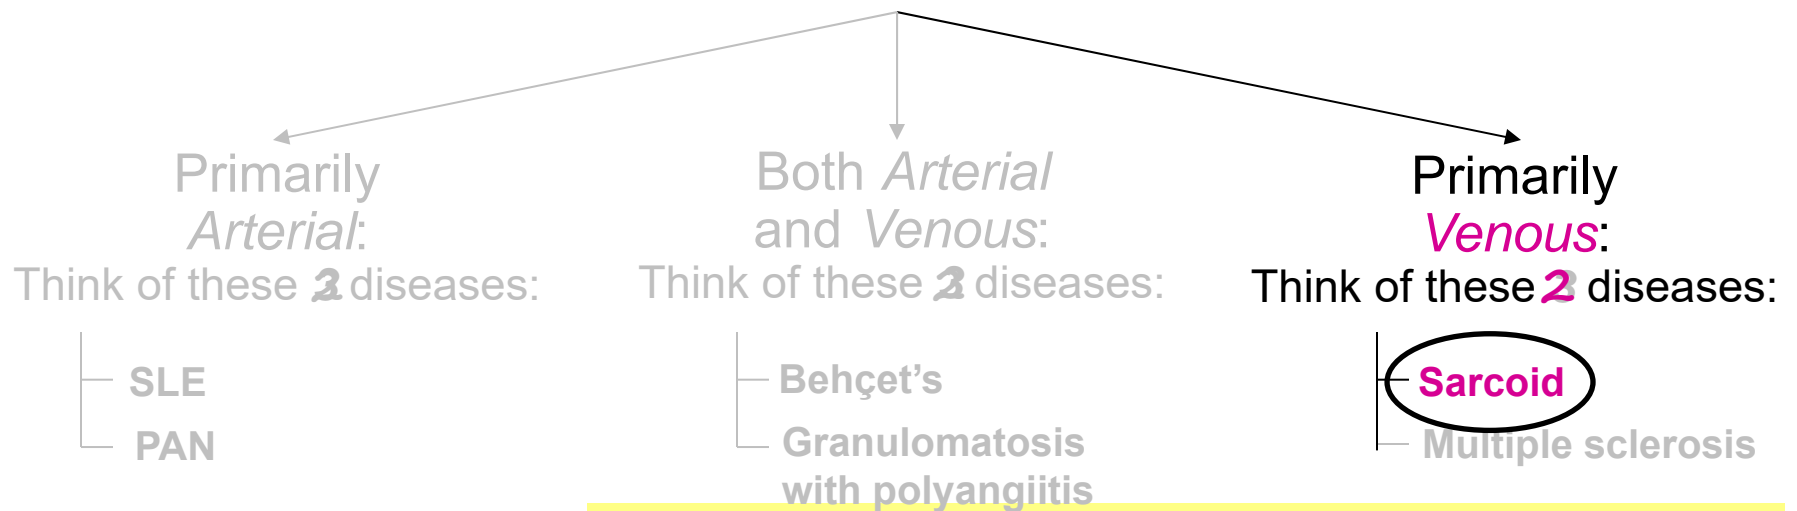 Primarily
Arterial:
Think of these 2 diseases:
SLE
PAN
Both Arterial
and Venous:
Think of these 2 diseases:
Behçet’s
Granulomatosis
with polyangiitis
Primarily
Venous:
Think of these 2 diseases:
Sarcoid
Multiple sclerosis